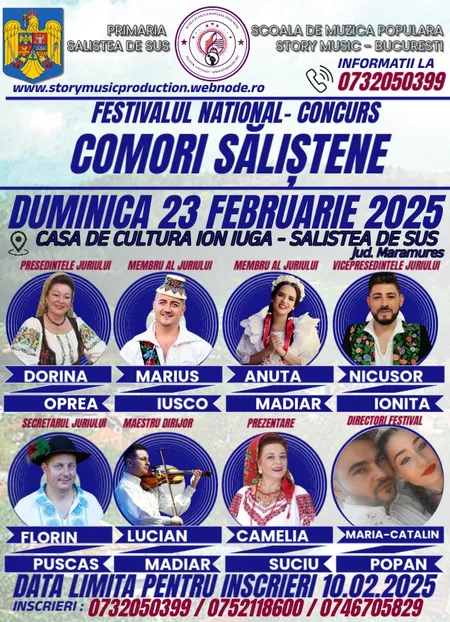 PRIMARIA
SALISTEA DE SUS
SCOALA DE MUZICA POPULARA
STORY MUSIC - BUCURESTI
INFORMATII LA
0732050399
www.storymusicproduction.webnode.ro
FESTIVALUL NATIONAL- CONCURS
COMORI SĂLIȘTENE
DUMINICA 23 FEBRUARIE 2025
CASA DE CULTURA ION IUGA - SALISTEA DE SUS
jud. Maramures
PRESEDINTELE JURIULUI
MEMBRU AL JURIULUI
MEMBRU AL JURIULUI
VICEPRESEDINTELE JURIULUI
DORINA
MARIUS
ANUTA
NICUSOR
OPREA
IUSCO
MADIAR
IONITA
SECRETARUL JURIULUI
MAESTRU DIRIJOR
PREZENTARE
DIRECTORI FESTIVAL
FLORIN
LUCIAN
CAMELIA
MARIA-CATALIN
PUSCAS
MADIAR
SUCIU
POPAN
DATA LIMITA PENTRU INSCRIERI 10.02.2025
INSCRIERI : 0732050399 / 0752118600 / 0746705829